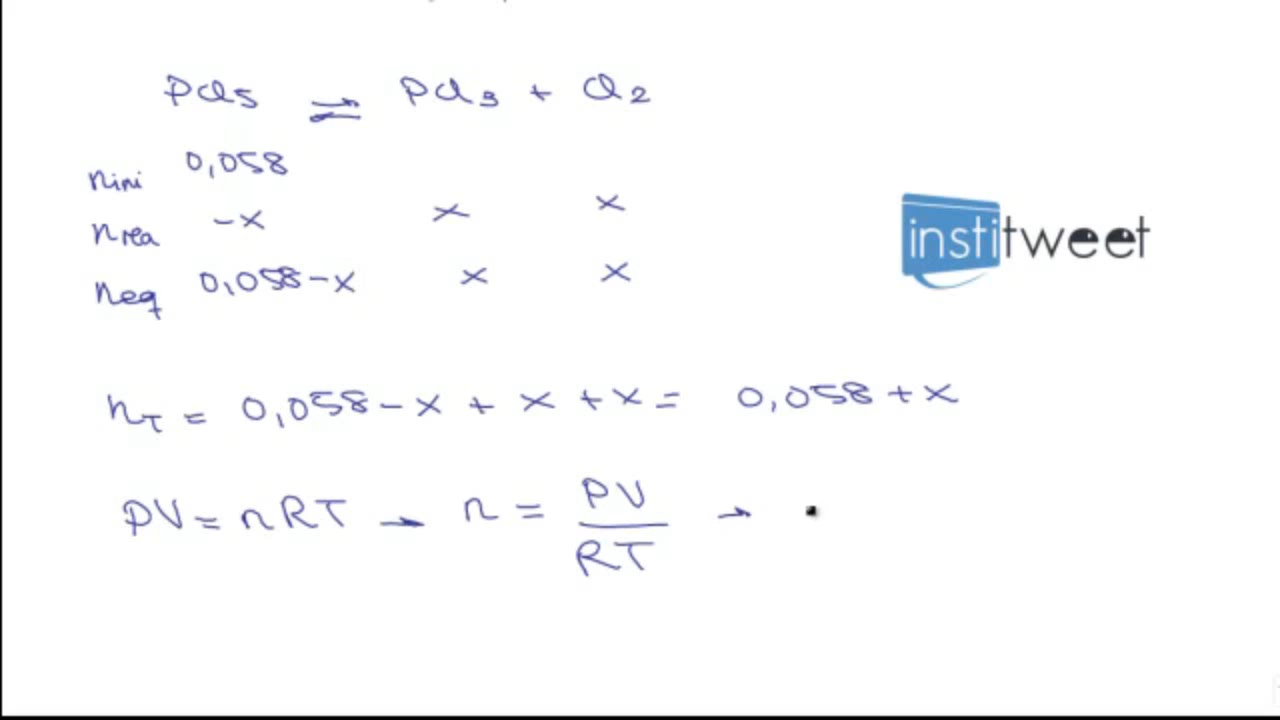 PCl5 ⇌ PCl3 + Cl2
nini 0,058
nrea -x x x
neq 0,058-x x x
institweet
nT = 0,058-x + x + x = 0,058 + x
PV = nRT → n = PV/RT →